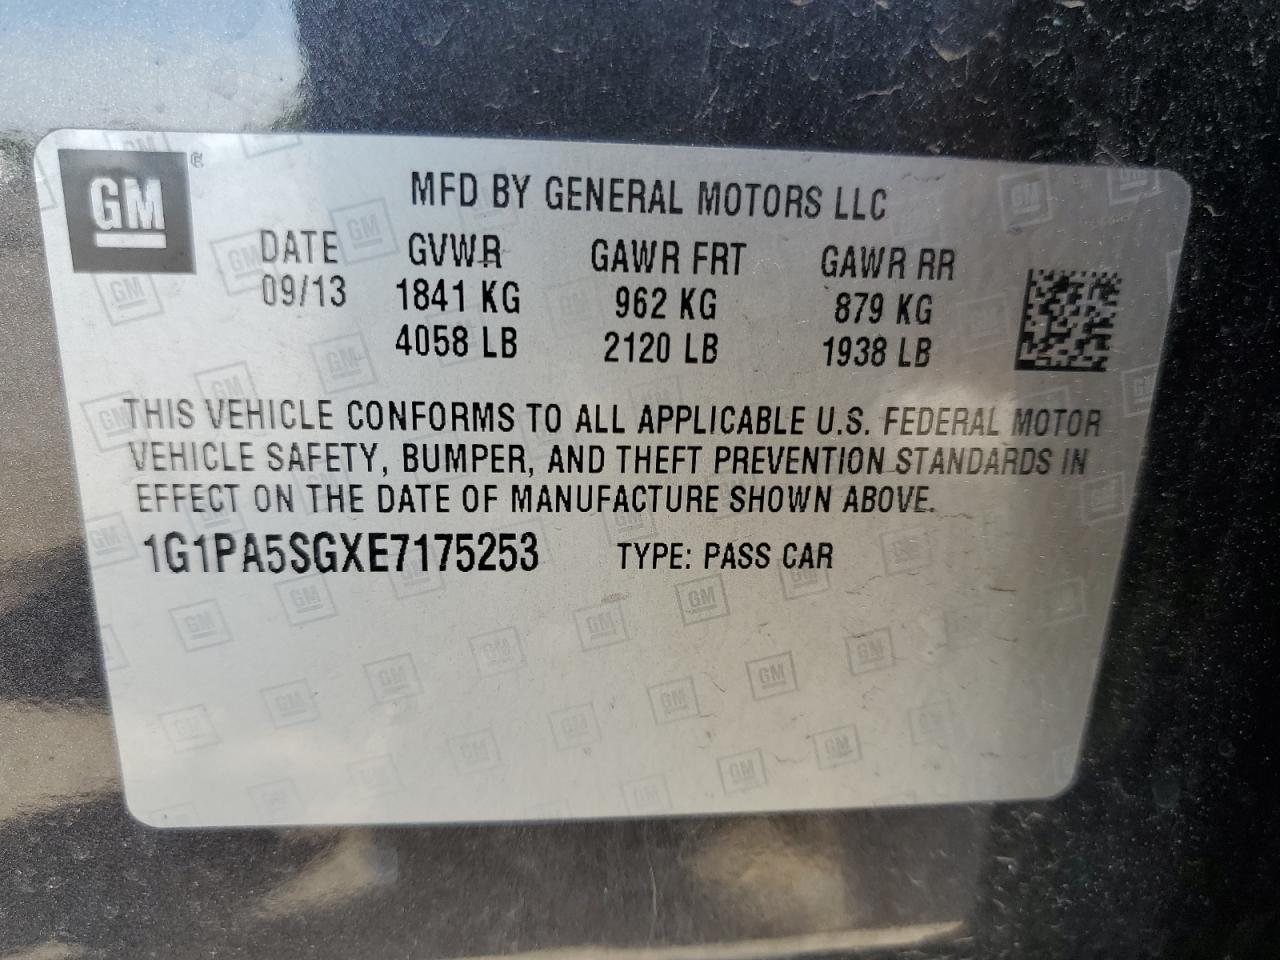 GM ®
MFD BY GENERAL MOTORS LLC
DATE GVWR GAWR FRT GAWR RR
09/13 1841 KG 962 KG 879 KG
4058 LB 2120 LB 1938 LB
THIS VEHICLE CONFORMS TO ALL APPLICABLE U.S. FEDERAL MOTOR
VEHICLE SAFETY, BUMPER, AND THEFT PREVENTION STANDARDS IN
EFFECT ON THE DATE OF MANUFACTURE SHOWN ABOVE.
1G1PA5SGXE7175253 TYPE: PASS CAR